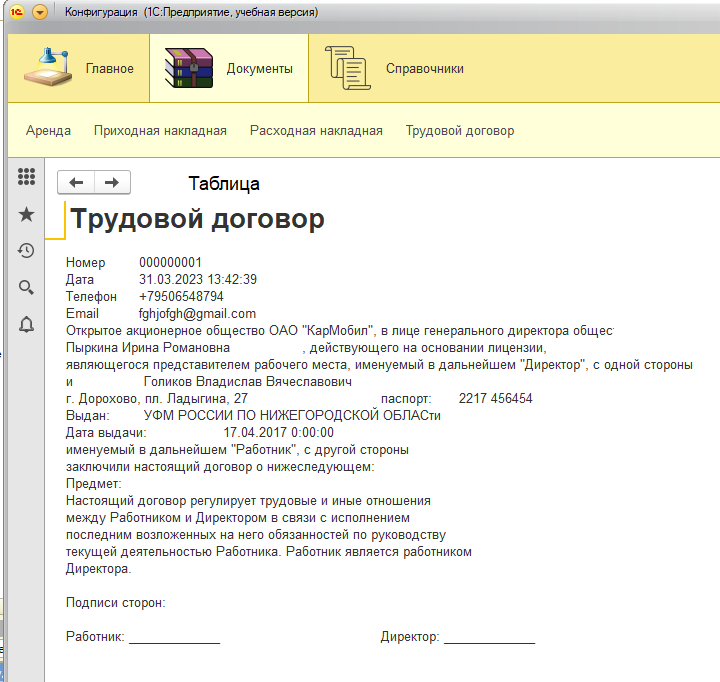 1С Конфигурация (1С:Предприятие, учебная версия)
Главное Документы Справочники
Аренда Приходная накладная Расходная накладная Трудовой договор
Таблица
Трудовой договор
Номер 000000001
Дата 31.03.2023 13:42:39
Телефон +79506548794
Email fghjofgh@gmail.com
Открытое акционерное общество ОАО "КарМобил", в лице генерального директора общес
Пыркина Ирина Романовна , действующего на основании лицензии,
являющегося представителем рабочего места, именуемый в дальнейшем "Директор", с одной стороны
и Голиков Владислав Вячеславович
г. Дорохово, пл. Ладыгина, 27 паспорт: 2217 456454
Выдан: УФМ РОССИИ ПО НИЖЕГОРОДСКОЙ ОБЛАСти
Дата выдачи: 17.04.2017 0:00:00
именуемый в дальнейшем "Работник", с другой стороны
заключили настоящий договор о нижеследующем:
Предмет:
Настоящий договор регулирует трудовые и иные отношения
между Работником и Директором в связи с исполнением
последним возложенных на него обязанностей по руководству
текущей деятельностью Работника. Работник является работником
Директора.
Подписи сторон:
Работник: _____________ Директор: _____________